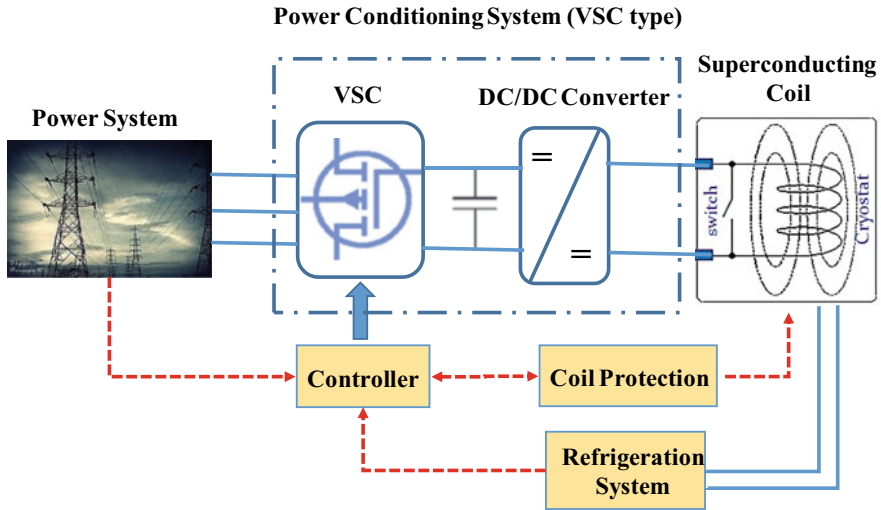 Power Conditioning System (VSC type)
Superconducting
Coil
VSC
DC/DC Converter
Power System
=
=
switch
Cryostat
Controller
Coil Protection
Refrigeration
System